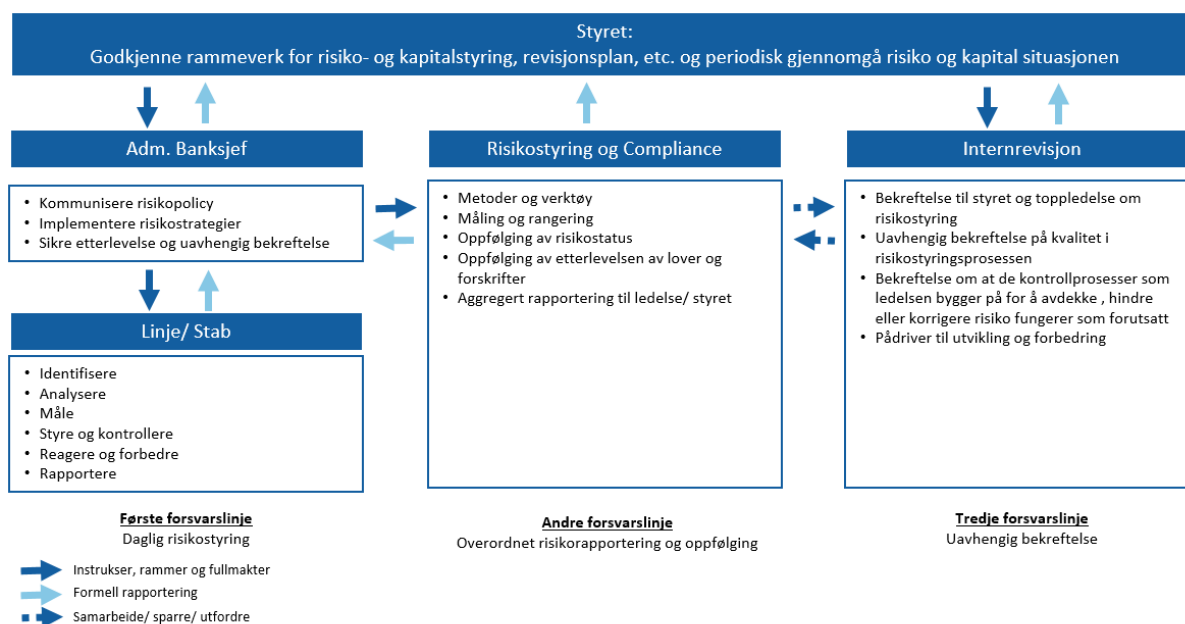 Styret:
Godkjenne rammeverk for risiko- og kapitalstyring, revisjonsplan, etc. og periodisk gjennomgå risiko og kapital situasjonen
Adm. Banksjef
• Kommunisere risikopolicy
• Implementere risikostrategier
• Sikre etterlevelse og uavhengig bekreftelse
Linje/ Stab
• Identifisere
• Analysere
• Måle
• Styre og kontrollere
• Reagere og forbedre
• Rapportere
Første forsvarslinje
Daglig risikostyring
Risikostyring og Compliance
• Metoder og verktøy
• Måling og rangering
• Oppfølging av risikostatus
• Oppfølging av etterlevelsen av lover og
forskrifter
• Aggregert rapportering til ledelse/ styret
Andre forsvarslinje
Overordnet risikorapportering og oppfølging
Internrevisjon
• Bekreftelse til styret og toppledelse om
risikostyring
• Uavhengig bekreftelse på kvalitet i
risikostyringsprosessen
• Bekreftelse om at de kontrollprosesser som
ledelsen bygger på for å avdekke , hindre
eller korrigere risiko fungerer som forutsatt
• Pådriver til utvikling og forbedring
Tredje forsvarslinje
Uavhengig bekreftelse
Instrukser, rammer og fullmakter
Formell rapportering
Samarbeide/ sparre/ utfordre